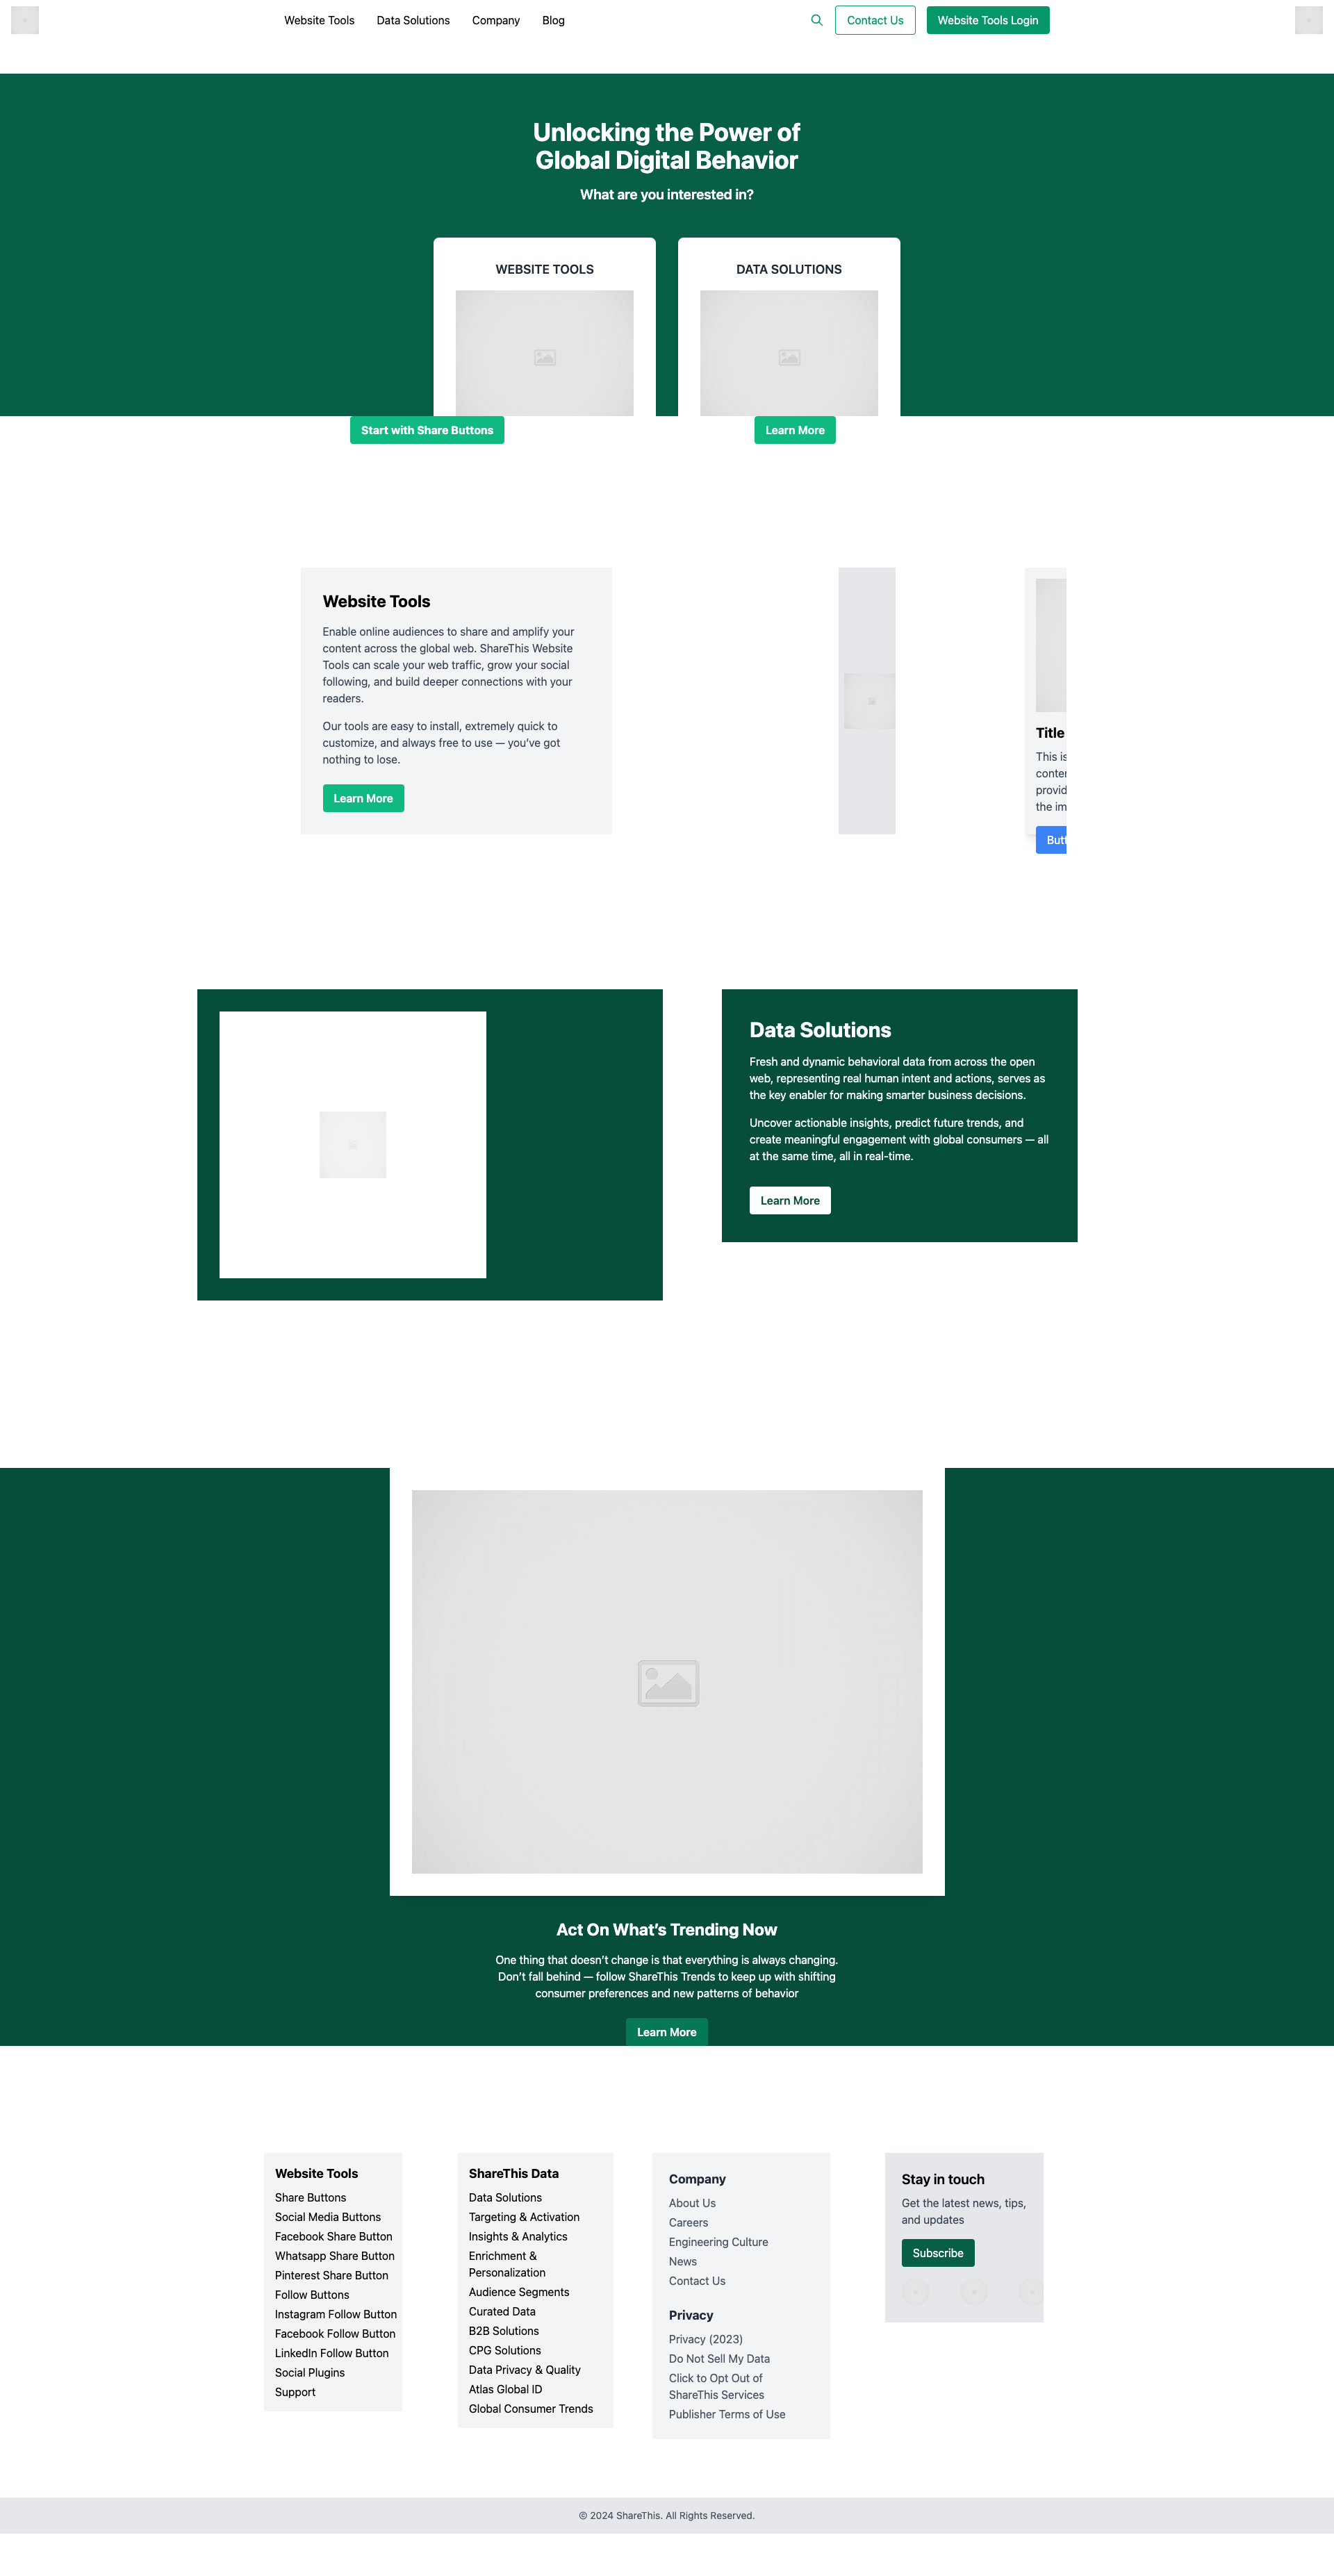 Website Tools
Data Solutions
Company
Blog
Contact Us
Website Tools Login
Unlocking the Power of
Global Digital Behavior
What are you interested in?
WEBSITE TOOLS
DATA SOLUTIONS
Start with Share Buttons
Learn More
Website Tools
Enable online audiences to share and amplify your
content across the global web. ShareThis Website
Tools can scale your web traffic, grow your social
following, and build deeper connections with your
readers.
Our tools are easy to install, extremely quick to
customize, and always free to use — you’ve got
nothing to lose.
Learn More
Title
This is
provid
the im
Data Solutions
Fresh and dynamic behavioral data from across the open
web, representing real human intent and actions, serves as
the key enabler for making smarter business decisions.
Uncover actionable insights, predict future trends, and
create meaningful engagement with global consumers — all
at the same time, all in real-time.
Learn More
Act On What’s Trending Now
One thing that doesn’t change is that everything is always changing.
Don’t fall behind — follow ShareThis Trends to keep up with shifting
consumer preferences and new patterns of behavior
Learn More
Website Tools
Share Buttons
Social Media Buttons
Facebook Share Button
Whatsapp Share Button
Pinterest Share Button
Follow Buttons
Instagram Follow Button
Facebook Follow Button
LinkedIn Follow Button
Social Plugins
Support
ShareThis Data
Data Solutions
Targeting & Activation
Insights & Analytics
Enrichment &
Personalization
Audience Segments
Curated Data
B2B Solutions
CPG Solutions
Data Privacy & Quality
Atlas Global ID
Global Consumer Trends
Company
About Us
Careers
Engineering Culture
News
Contact Us
Privacy
Privacy (2023)
Do Not Sell My Data
Click to Opt Out of
ShareThis Services
Publisher Terms of Use
Stay in touch
Get the latest news, tips,
and updates
Subscribe
© 2024 ShareThis. All Rights Reserved.